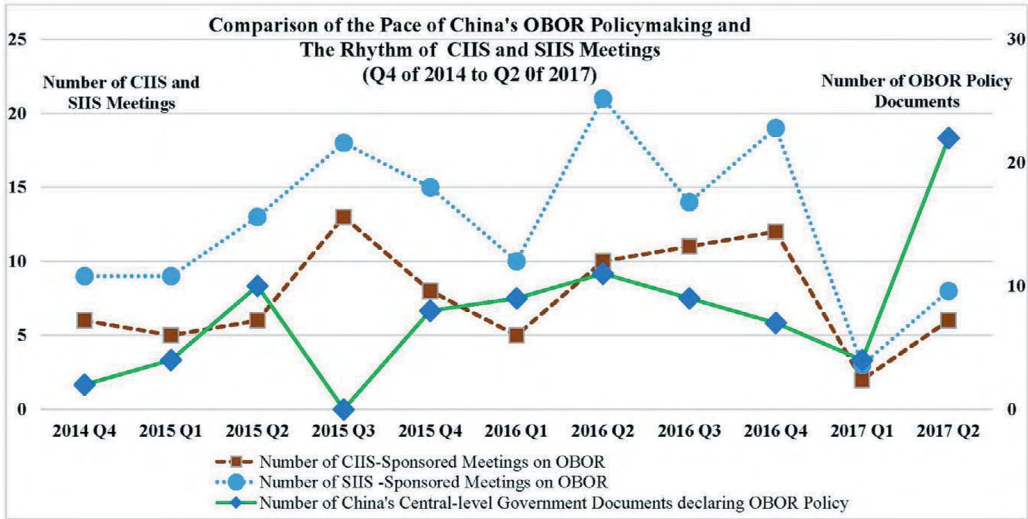 Comparison of the Pace of China's OBOR Policymaking and
The Rhythm of CIIS and SIIS Meetings
(Q4 of 2014 to Q2 0f 2017)
Number of CIIS and
SIIS Meetings
Number of OBOR Policy
Documents
25
20
15
10
5
0
30
20
10
0
2014 Q4 2015 Q1 2015 Q2 2015 Q3 2015 Q4 2016 Q1 2016 Q2 2016 Q3 2016 Q4 2017 Q1 2017 Q2
Number of CIIS-Sponsored Meetings on OBOR
Number of SIIS -Sponsored Meetings on OBOR
Number of China's Central-level Government Documents declaring OBOR Policy